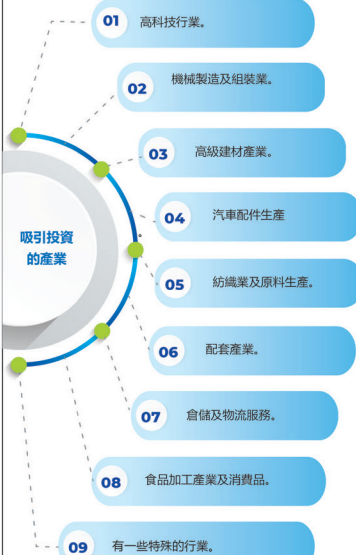 01 高科技行業。
02 機械製造及組裝業。
03 高級建材產業。
吸引投資
的產業
04 汽車配件生產
05 紡織業及原料生產。
06 配套產業。
07 倉儲及物流服務。
08 食品加工產業及消費品。
09 有一些特殊的行業。